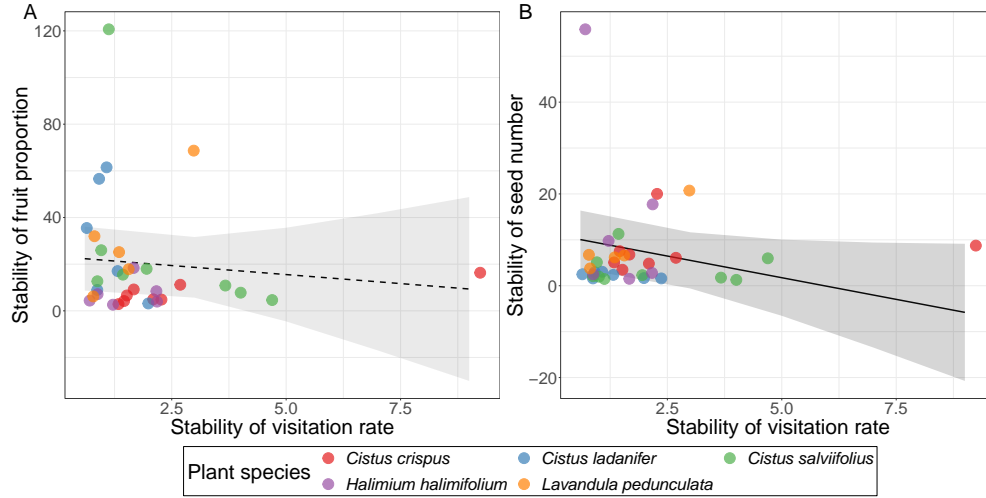 A
Stability of fruit proportion
120
80
40
0
2.5 5.0 7.5
Stability of visitation rate
B
Stability of seed number
40
20
0
−20
2.5 5.0 7.5
Stability of visitation rate
Plant species
Cistus crispus
Cistus ladanifer
Cistus salviifolius
Halimium halimifolium
Lavandula pedunculata